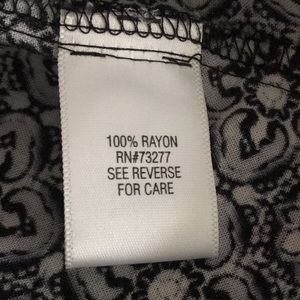 100% RAYON
RN#73277
SEE REVERSE
FOR CARE